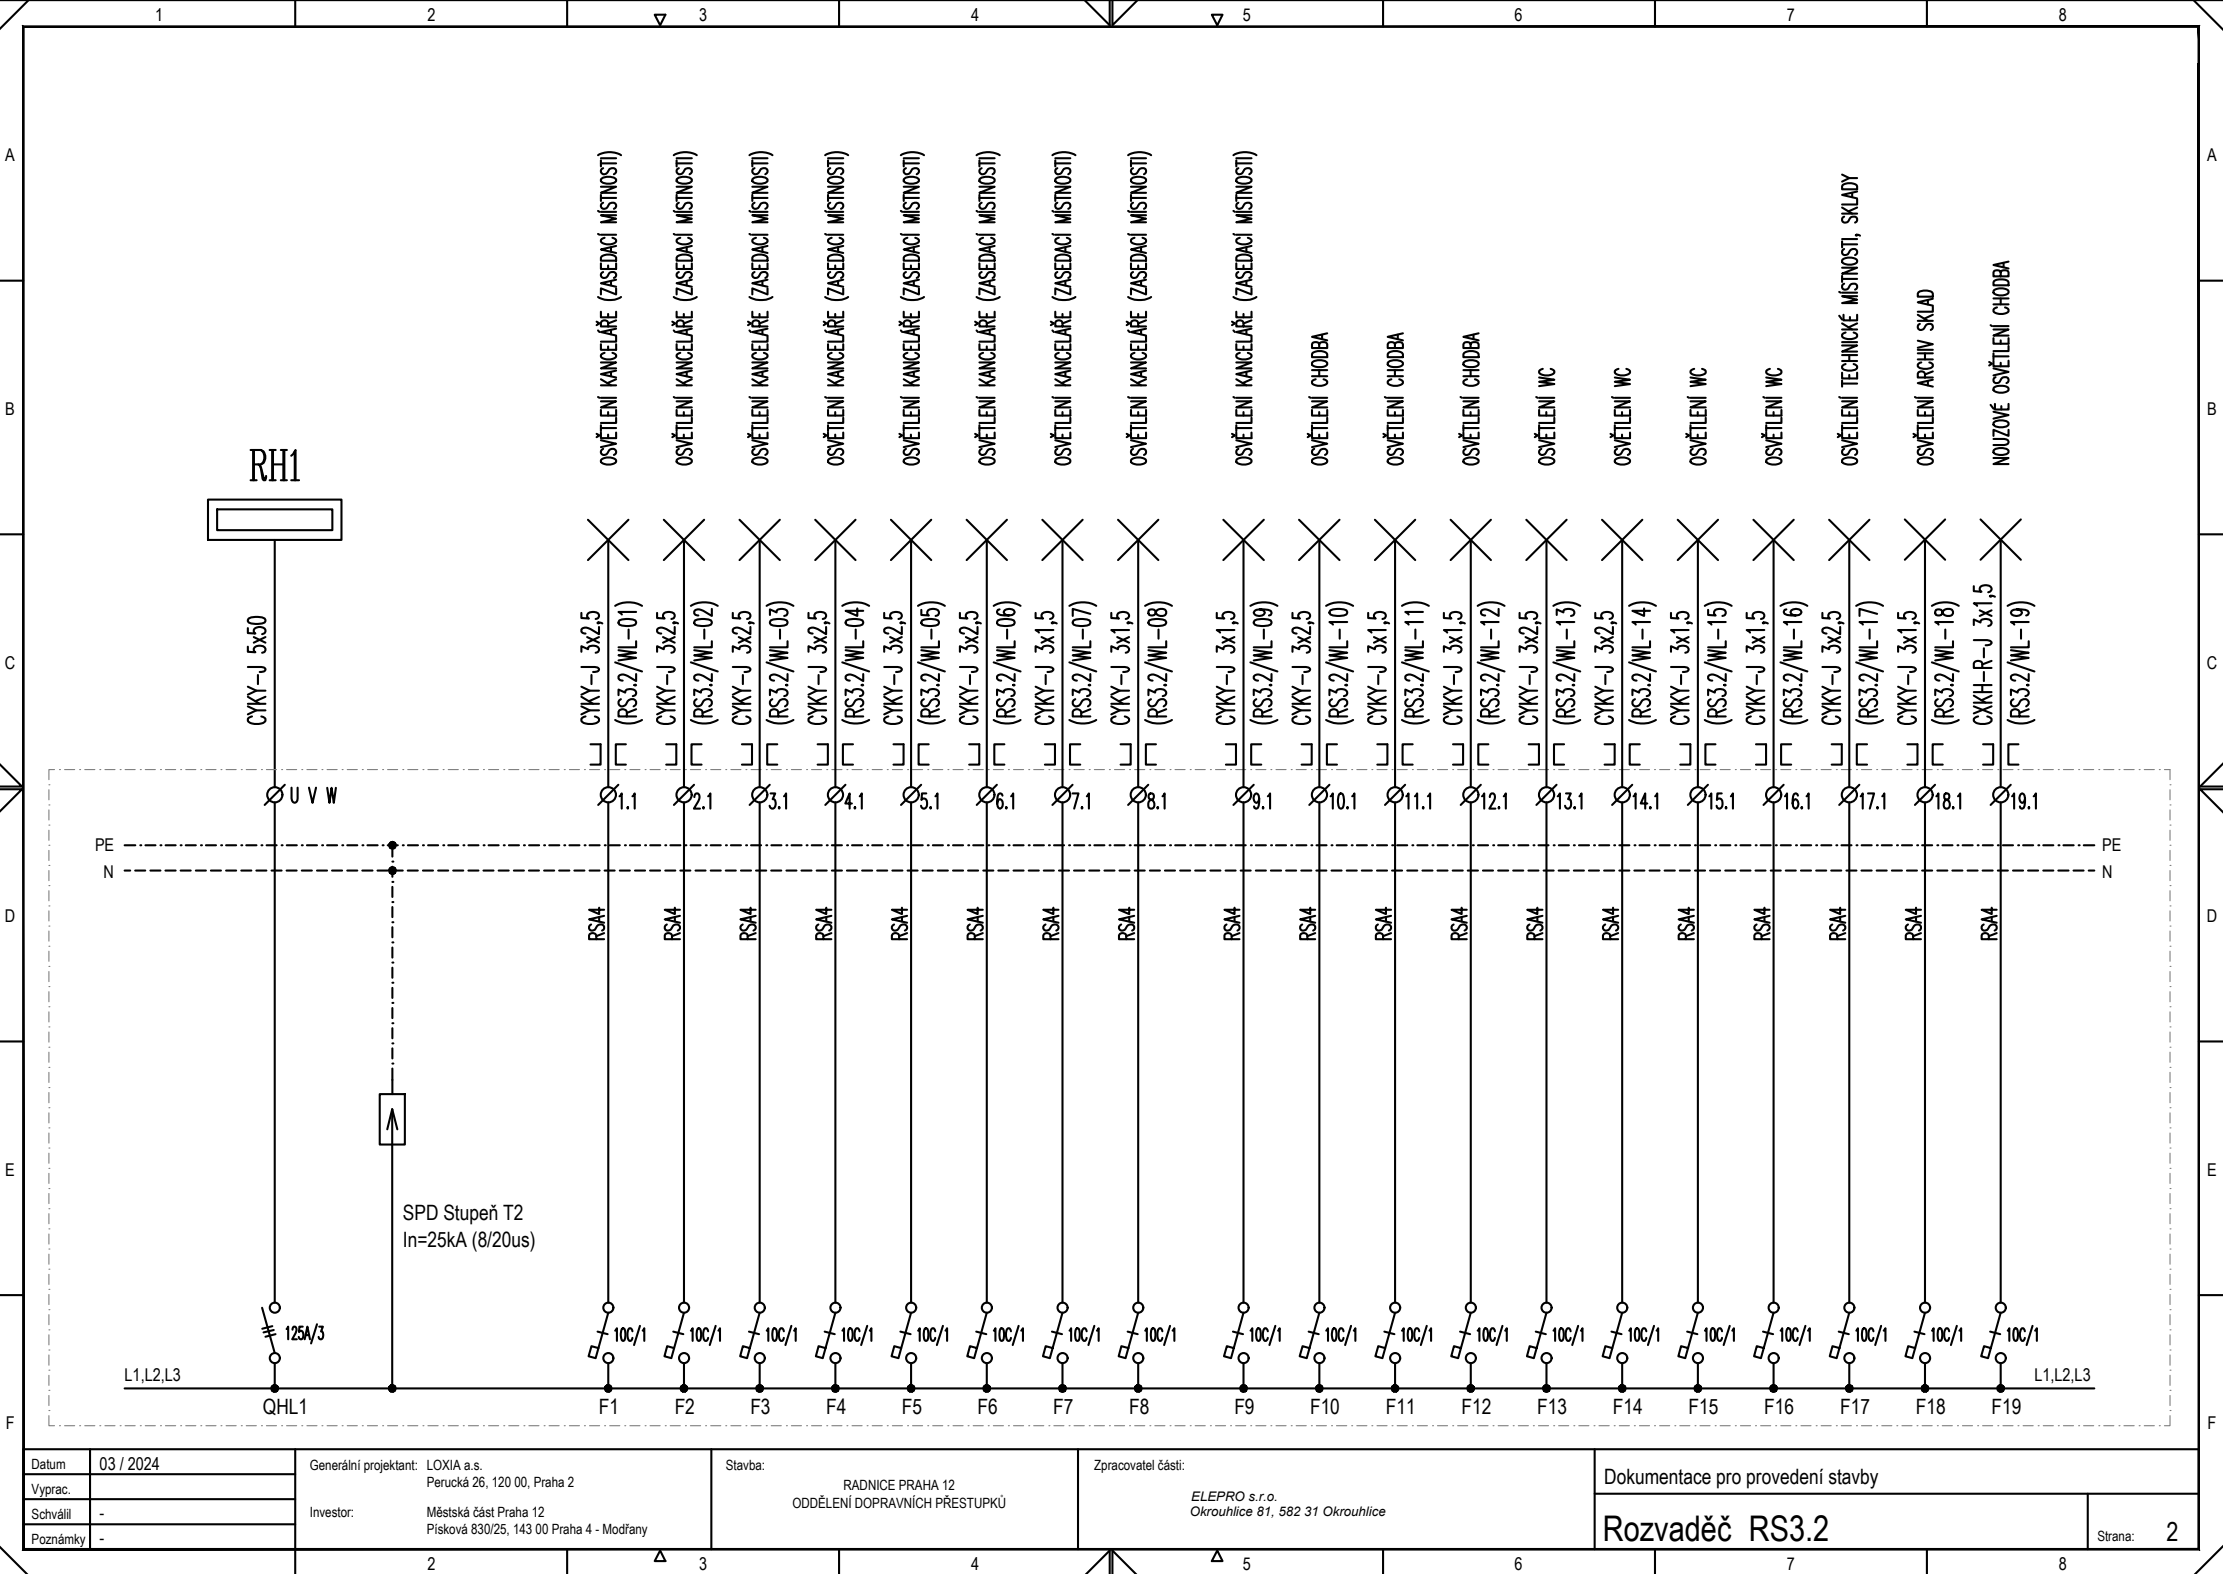 1 2 3 4 5 6 7 8
A A
B B
C C
D D
E E
F F
OSVĚTLENÍ KANCELÁŘE (ZASEDACÍ MÍSTNOSTI)
OSVĚTLENÍ KANCELÁŘE (ZASEDACÍ MÍSTNOSTI)
OSVĚTLENÍ KANCELÁŘE (ZASEDACÍ MÍSTNOSTI)
OSVĚTLENÍ KANCELÁŘE (ZASEDACÍ MÍSTNOSTI)
OSVĚTLENÍ KANCELÁŘE (ZASEDACÍ MÍSTNOSTI)
OSVĚTLENÍ KANCELÁŘE (ZASEDACÍ MÍSTNOSTI)
OSVĚTLENÍ KANCELÁŘE (ZASEDACÍ MÍSTNOSTI)
OSVĚTLENÍ KANCELÁŘE (ZASEDACÍ MÍSTNOSTI)
OSVĚTLENÍ KANCELÁŘE (ZASEDACÍ MÍSTNOSTI)
OSVĚTLENÍ CHODBA
OSVĚTLENÍ CHODBA
OSVĚTLENÍ CHODBA
OSVĚTLENÍ WC
OSVĚTLENÍ WC
OSVĚTLENÍ WC
OSVĚTLENÍ WC
OSVĚTLENÍ TECHNICKÉ MÍSTNOSTI, SKLADY
OSVĚTLENÍ ARCHIV SKLAD
NOUZOVÉ OSVĚTLENÍ CHODBA
RH1
CYKY-J 5x50
CYKY-J 3x2,5
(RS3.2/WL-01)
CYKY-J 3x2,5
(RS3.2/WL-02)
CYKY-J 3x2,5
(RS3.2/WL-03)
CYKY-J 3x2,5
(RS3.2/WL-04)
CYKY-J 3x2,5
(RS3.2/WL-05)
CYKY-J 3x2,5
(RS3.2/WL-06)
CYKY-J 3x1,5
(RS3.2/WL-07)
CYKY-J 3x1,5
(RS3.2/WL-08)
CYKY-J 3x1,5
(RS3.2/WL-09)
CYKY-J 3x2,5
(RS3.2/WL-10)
CYKY-J 3x1,5
(RS3.2/WL-11)
CYKY-J 3x1,5
(RS3.2/WL-12)
CYKY-J 3x2,5
(RS3.2/WL-13)
CYKY-J 3x2,5
(RS3.2/WL-14)
CYKY-J 3x1,5
(RS3.2/WL-15)
CYKY-J 3x1,5
(RS3.2/WL-16)
CYKY-J 3x2,5
(RS3.2/WL-17)
CYKY-J 3x1,5
(RS3.2/WL-18)
CXKH-R-J 3x1,5
(RS3.2/WL-19)
U V W 1.1 2.1 3.1 4.1 5.1 6.1 7.1 8.1 9.1 10.1 11.1 12.1 13.1 14.1 15.1 16.1 17.1 18.1 19.1
PE PE
N N
RSA4 RSA4 RSA4 RSA4 RSA4 RSA4 RSA4 RSA4 RSA4 RSA4 RSA4 RSA4 RSA4 RSA4 RSA4 RSA4 RSA4 RSA4 RSA4
SPD Stupeň T2
In=25kA (8/20us)
125A/3 10C/1 10C/1 10C/1 10C/1 10C/1 10C/1 10C/1 10C/1 10C/1 10C/1 10C/1 10C/1 10C/1 10C/1 10C/1 10C/1 10C/1 10C/1 10C/1
L1,L2,L3 L1,L2,L3
QHL1 F1 F2 F3 F4 F5 F6 F7 F8 F9 F10 F11 F12 F13 F14 F15 F16 F17 F18 F19
Datum 03 / 2024
Vyprac.
Schválil -
Poznámky -
Generální projektant: LOXIA a.s.
Perucká 26, 120 00, Praha 2
Investor: Městská část Praha 12
Písková 830/25, 143 00 Praha 4 - Modřany
Stavba:
RADNICE PRAHA 12
ODDĚLENÍ DOPRAVNÍCH PŘESTUPKŮ
Zpracovatel části:
ELEPRO s.r.o.
Okrouhlice 81, 582 31 Okrouhlice
Dokumentace pro provedení stavby
Rozvaděč RS3.2
Strana: 2
2 3 4 5 6 7 8